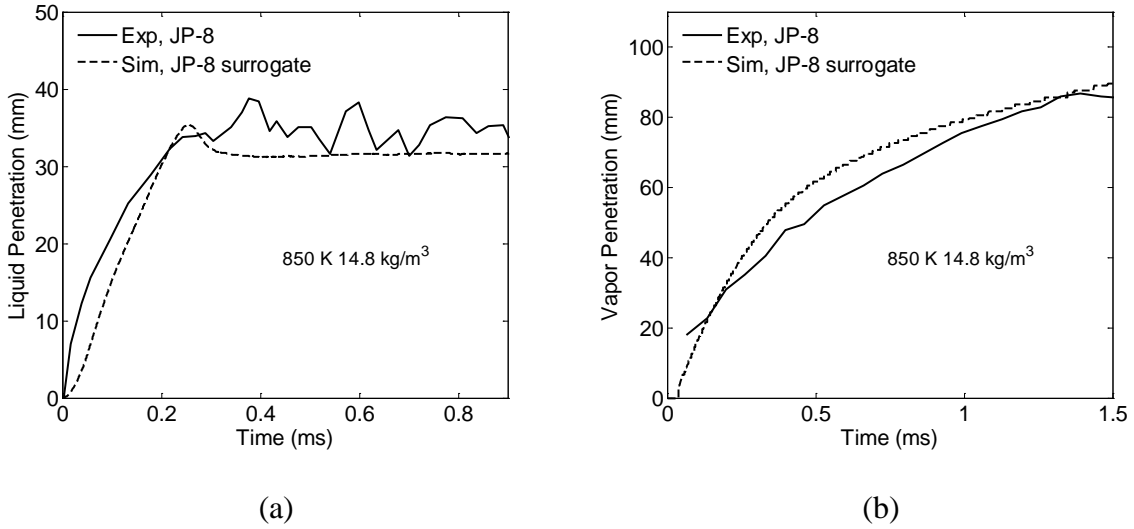 50
40
30
20
10
0
Liquid Penetration (mm)
Exp, JP-8
Sim, JP-8 surrogate
850 K 14.8 kg/m³
0 0.2 0.4 0.6 0.8
Time (ms)
(a)
100
80
60
40
20
0
Vapor Penetration (mm)
Exp, JP-8
Sim, JP-8 surrogate
850 K 14.8 kg/m³
0 0.5 1 1.5
Time (ms)
(b)